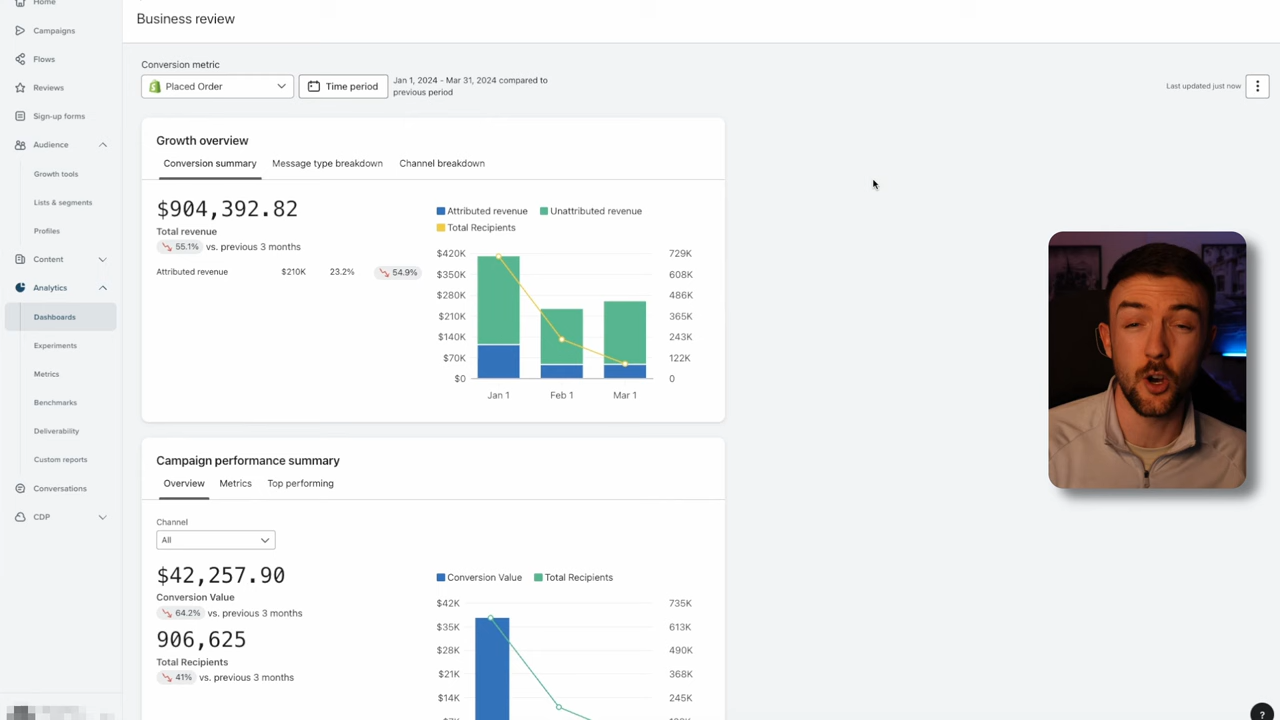 Home
Business review
Campaigns
Flows
Reviews
Sign-up forms
Audience
Growth tools
Lists & segments
Profiles
Content
Analytics
Dashboards
Experiments
Metrics
Benchmarks
Deliverability
Custom reports
Conversations
CDP
Conversion metric
Placed Order
Time period
Jan 1, 2024 - Mar 31, 2024 compared to
previous period
Last updated just now
Growth overview
Conversion summary Message type breakdown Channel breakdown
$904,392.82
Total revenue
55.1% vs. previous 3 months
Attributed revenue $210K 23.2% 54.9%
Attributed revenue Unattributed revenue
Total Recipients
$420K 729K
$350K 608K
$280K 486K
$210K 365K
$140K 243K
$70K 122K
$0 0
Jan 1 Feb 1 Mar 1
Campaign performance summary
Overview Metrics Top performing
Channel
All
$42,257.90
Conversion Value
64.2% vs. previous 3 months
906,625
Total Recipients
41% vs. previous 3 months
Conversion Value Total Recipients
$42K 735K
$35K 613K
$28K 490K
$21K 368K
$14K 245K
?